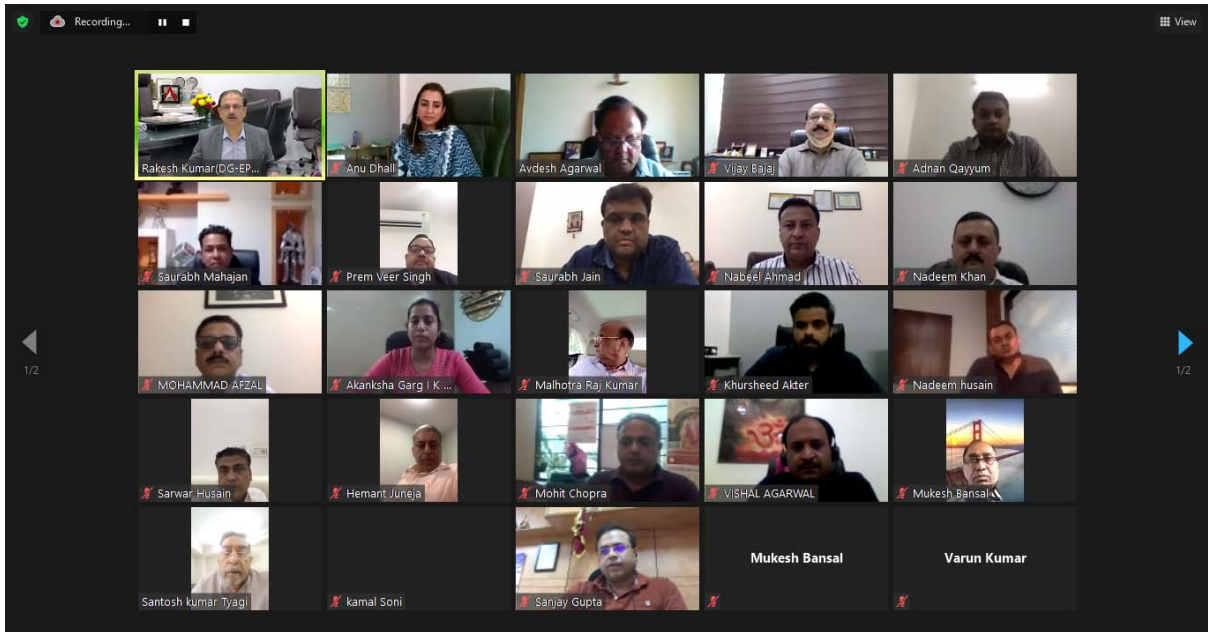 Recording...
View
Rakesh Kumar(DG-EP...
Anu Dhall
Avdesh Agarwal
Vijay Bajaj
Adnan Qayyum
Saurabh Mahajan
Prem Veer Singh
Saurabh Jain
Nabeel Ahmad
Nadeem Khan
MOHAMMAD AFZAL
Akanksha Garg I K ...
Malhotra Raj Kumar
Khursheed Akter
Nadeem husain
1/2
1/2
Sarwar Husain
Hemant Juneja
Mohit Chopra
VISHAL AGARWAL
Mukesh Bansal
Santosh kumar Tyagi
kamal Soni
Sanjay Gupta
Mukesh Bansal
Varun Kumar